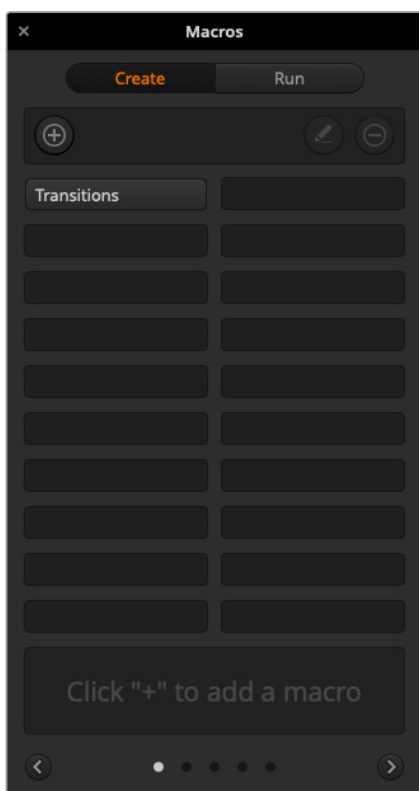 Macros
Create
Run
Transitions
Click "+" to add a macro